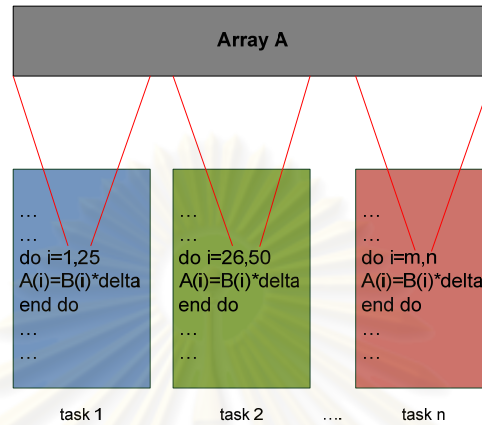 Array A
…
…
do i=1,25
A(i)=B(i)*delta
end do
…
…
…
…
do i=26,50
A(i)=B(i)*delta
end do
…
…
…
…
do i=m,n
A(i)=B(i)*delta
end do
…
…
task 1
task 2
....
task n